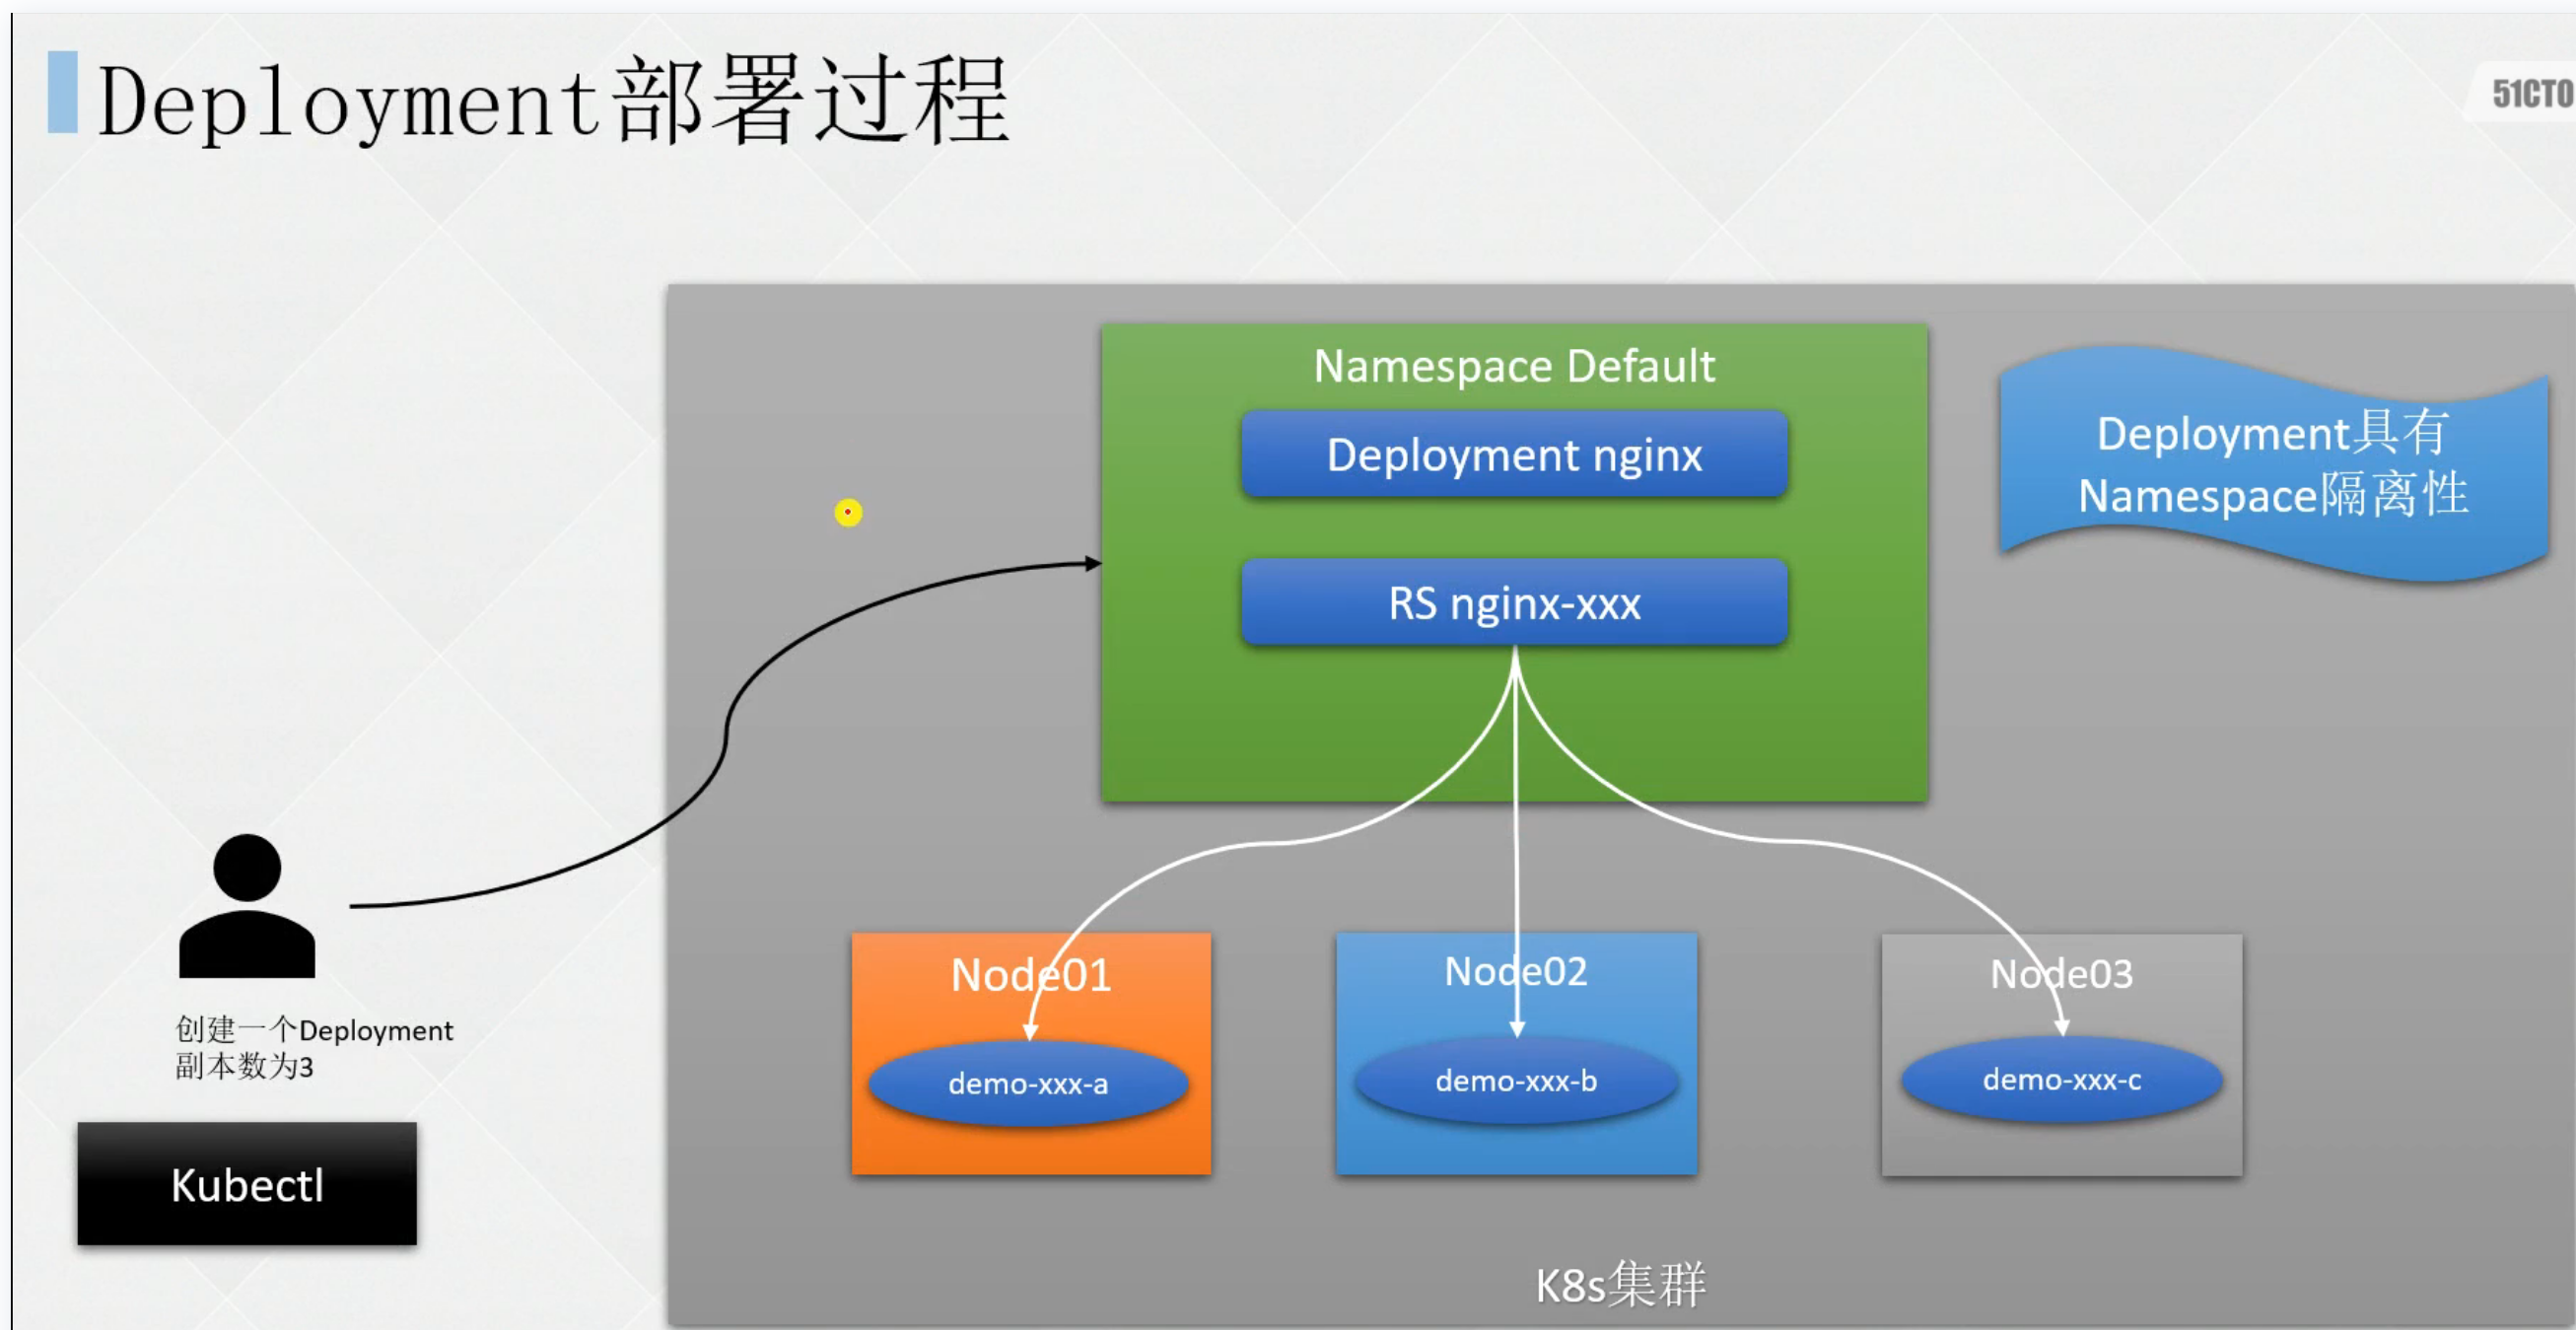 Deployment部署过程
51CTO
Namespace Default
Deployment nginx
RS nginx-xxx
Deployment具有
Namespace隔离性
创建一个Deployment
副本数为3
Kubectl
Node01
demo-xxx-a
Node02
demo-xxx-b
Node03
demo-xxx-c
K8s集群